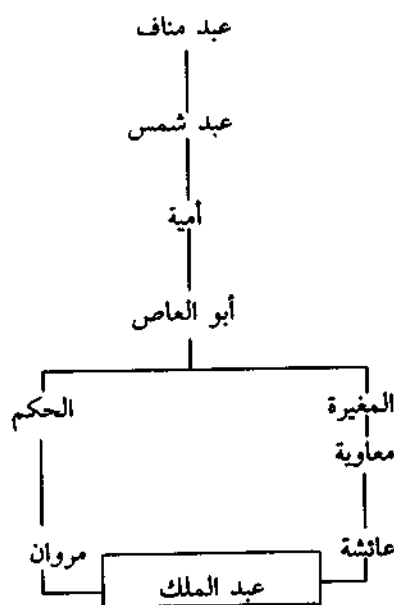 عبد مناف
عبد شمس
أمية
أبو العاص
المغيرة
الحكم
معاوية
عائشة
مروان
عبد الملك